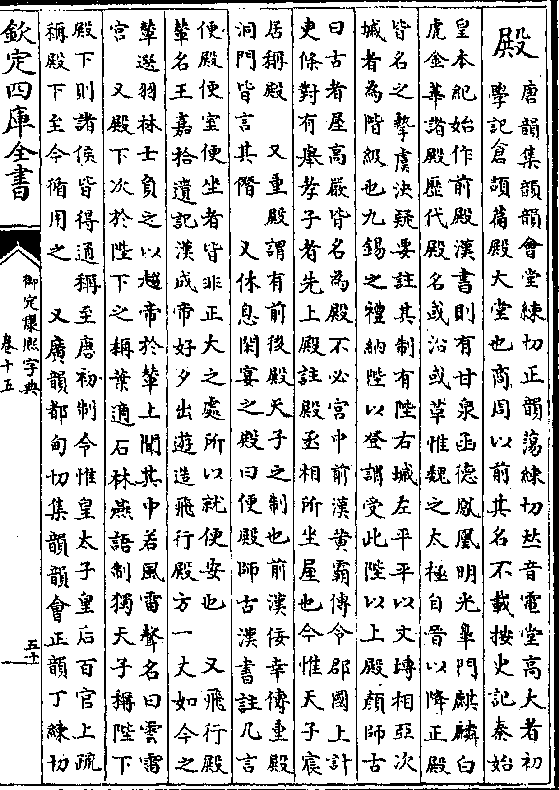 殿　唐韻集韻韻會堂練切正韻蕩練切𠀤音電堂高大者初
學記倉頡篇殿大堂也商周以前其名不載按史記秦始
皇本紀始作前殿漢書則有甘泉函德鳳凰明光臯門麒麟白
虎金華諸殿歷代殿名或沿或革惟魏之太極自晉以降正殿
皆名之摯虞決疑要註其制有陛右墄左平平以文塼相亞次
墄者為階級也九錫之禮納陛以登謂受此陛以上殿顏師古
曰古者屋高嚴皆名為殿不必宮中前漢黃霸傳令郡國上計
吏條對有舉孝子者先上殿註殿丞相所坐屋也今惟天子宸
居稱殿　又重殿謂有前後殿天子之制也前漢佞幸傳重殿
洞門皆言其階　又休息閑宴之殿曰便殿師古漢書註凡言
便殿便室便坐者皆非正大之處所以就便安也　又飛行殿
輦名王嘉拾遺記漢成帝好夕出遊造飛行殿方一丈如今之
輦選羽林士負之以趍帝於輦上聞其中若風雷聲名曰雲雷
宮　又殿下次於陛下之稱葉適石林燕語制獨天子稱陛下
殿下則諸侯皆得通稱至唐初制令惟皇太子皇后百官上疏
稱殿下至今循用之　又廣韻都甸切集韻韻會正韻丁練切
欽定四庫全書
御定康熙字典
卷十五
五十